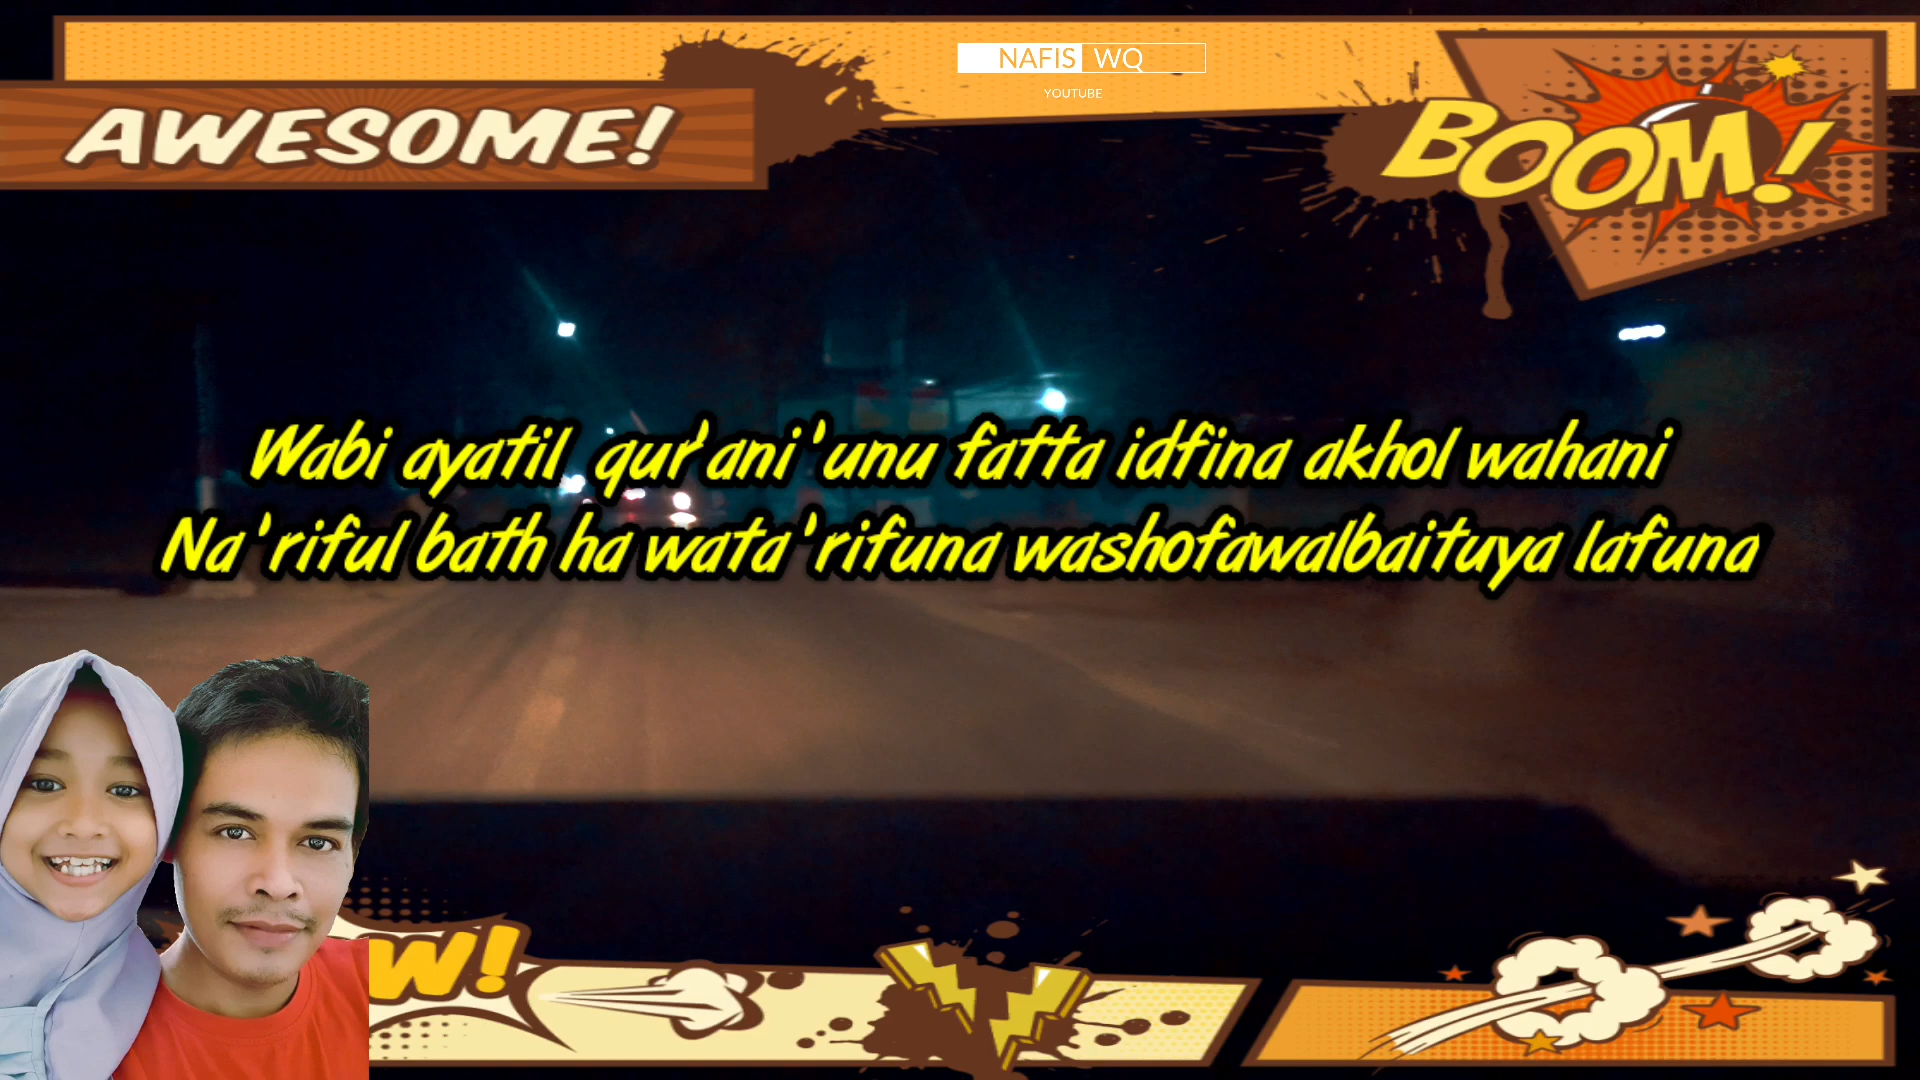 NAFIS WQ
YOUTUBE
AWESOME!
BOOM!
Wabi ayatil qur'ani 'unu fatta idfina akhol wahani
Na'riful bath ha wata'rifuna washofawalbaituya lafuna
W!